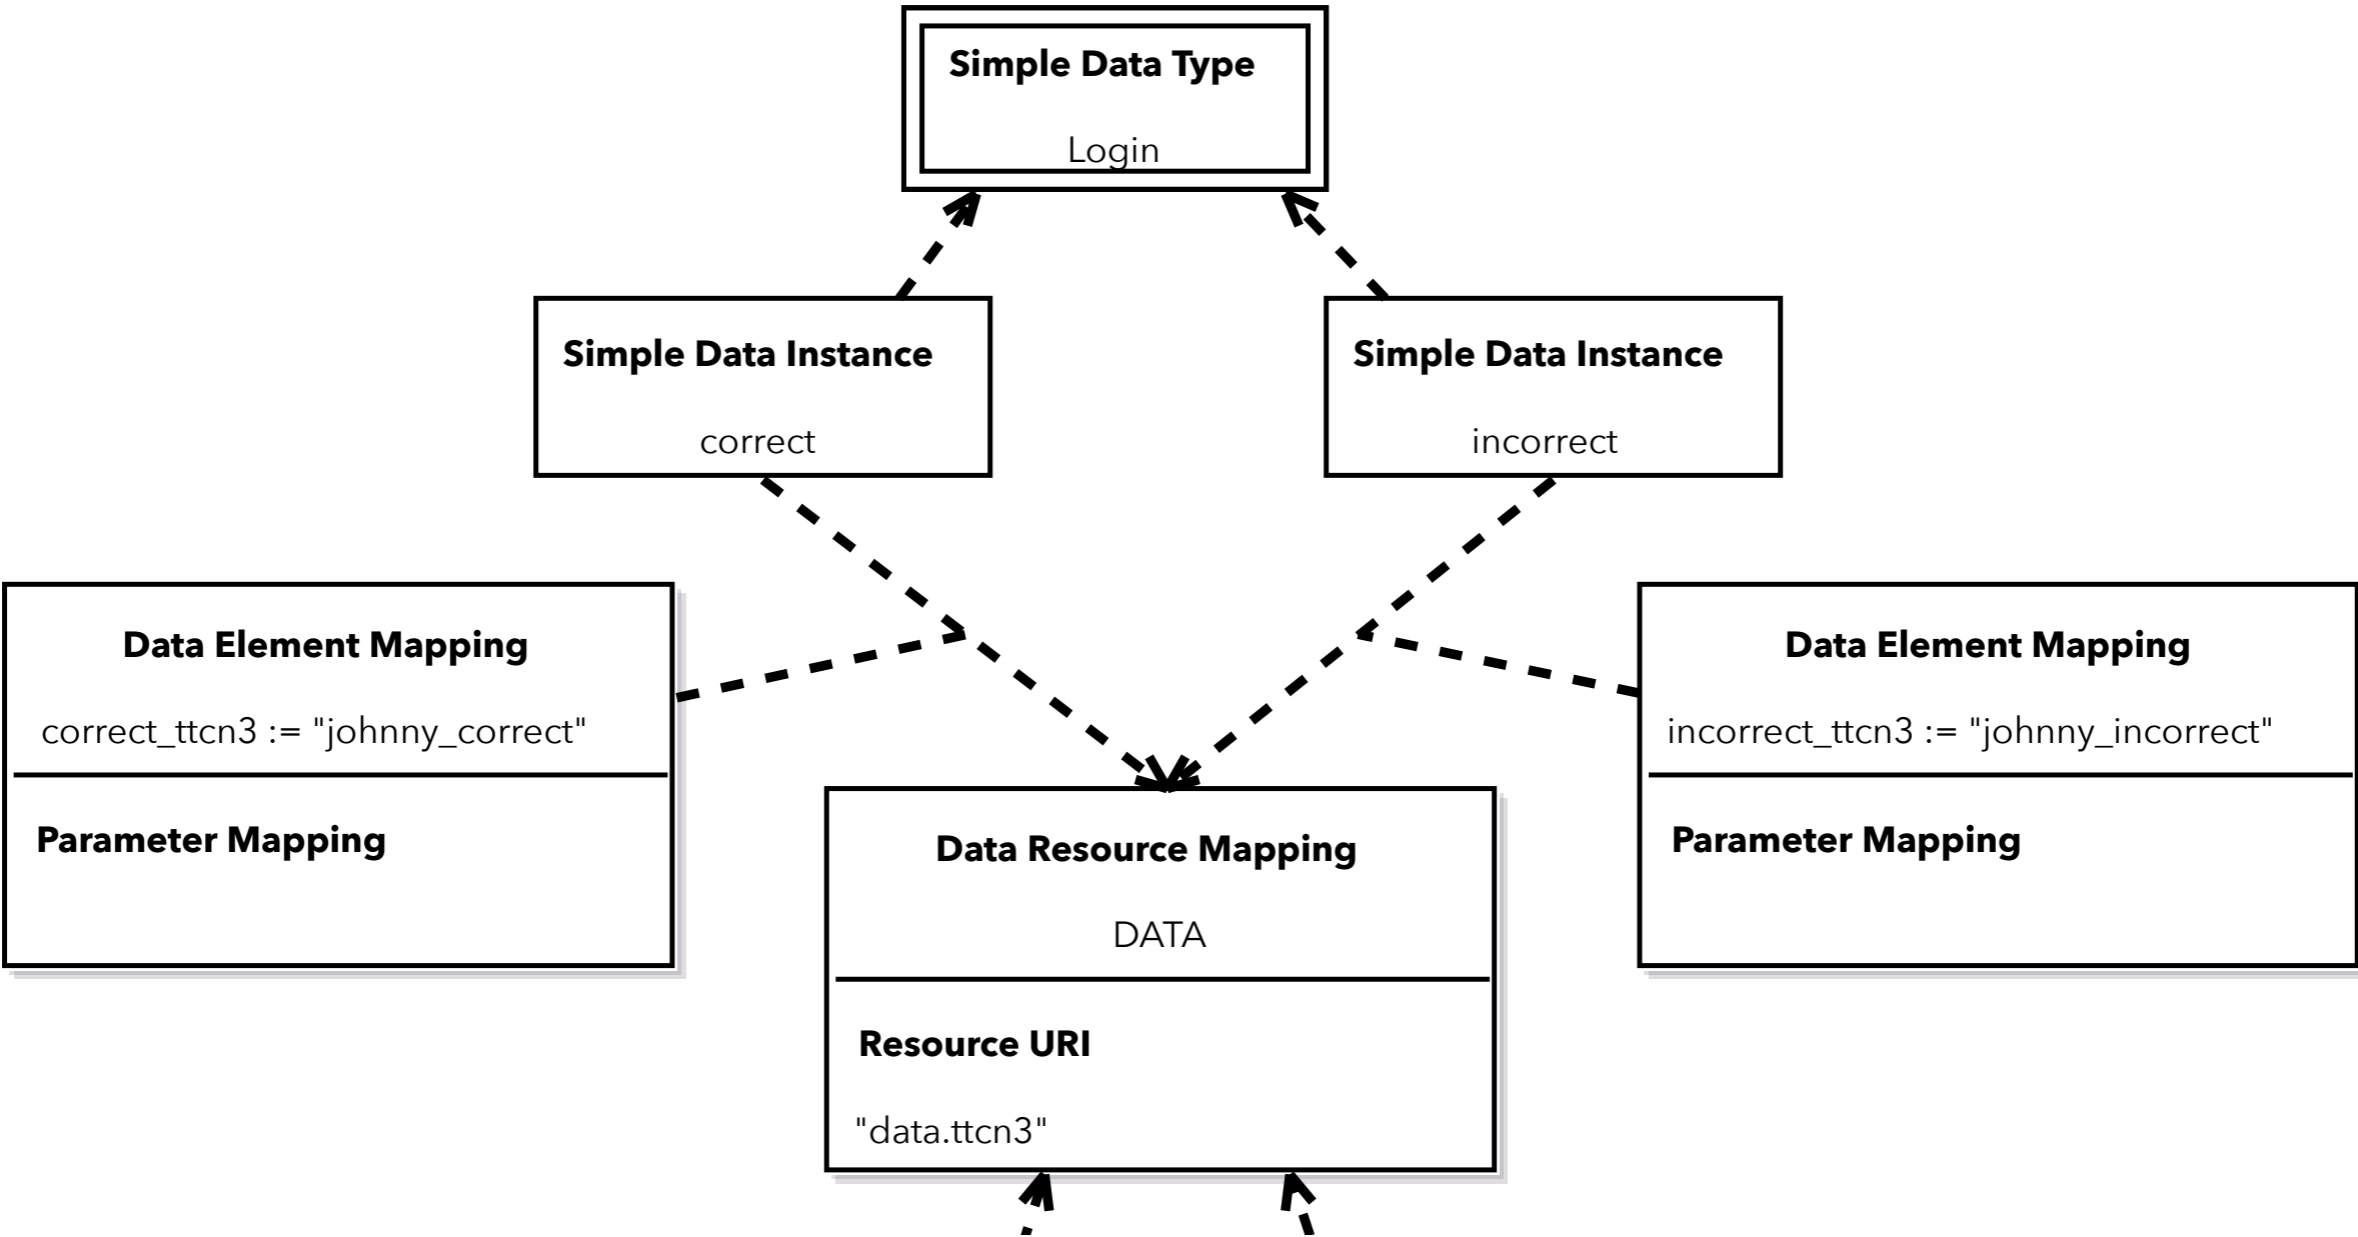 Simple Data Type
Login
Simple Data Instance
correct
Simple Data Instance
incorrect
Data Element Mapping
correct_ttcn3 := "johnny_correct"
Parameter Mapping
Data Element Mapping
incorrect_ttcn3 := "johnny_incorrect"
Parameter Mapping
Data Resource Mapping
DATA
Resource URI
"data.ttcn3"